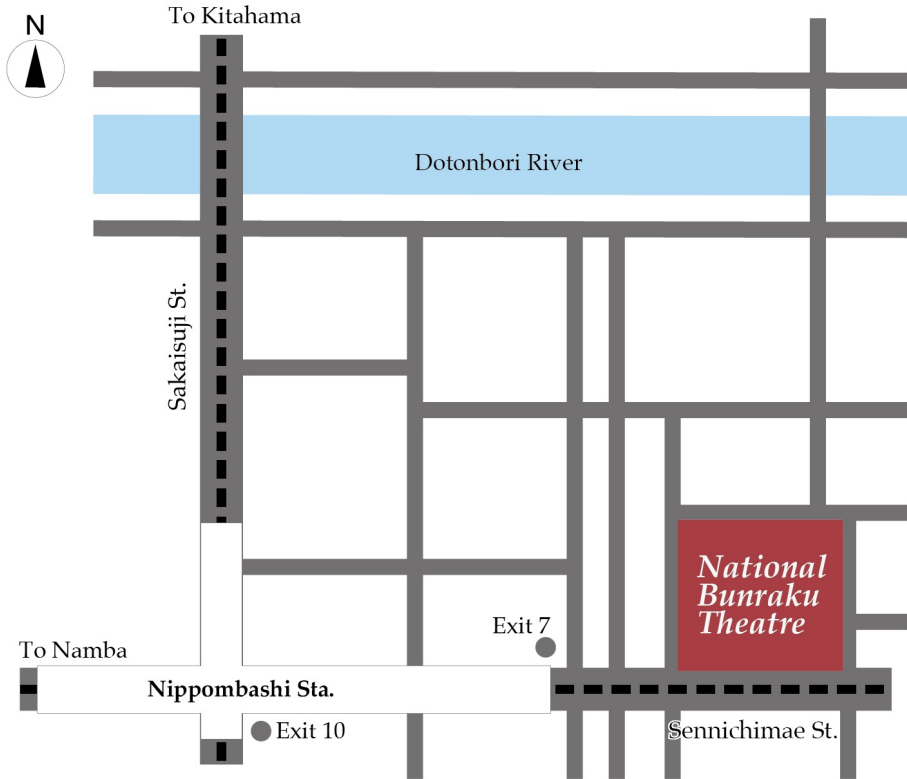 N
To Kitahama
Dotonbori River
Sakaisuji St.
National
Bunraku
Theatre
Exit 7
To Namba
Nippombashi Sta.
Exit 10
Sennichimae St.